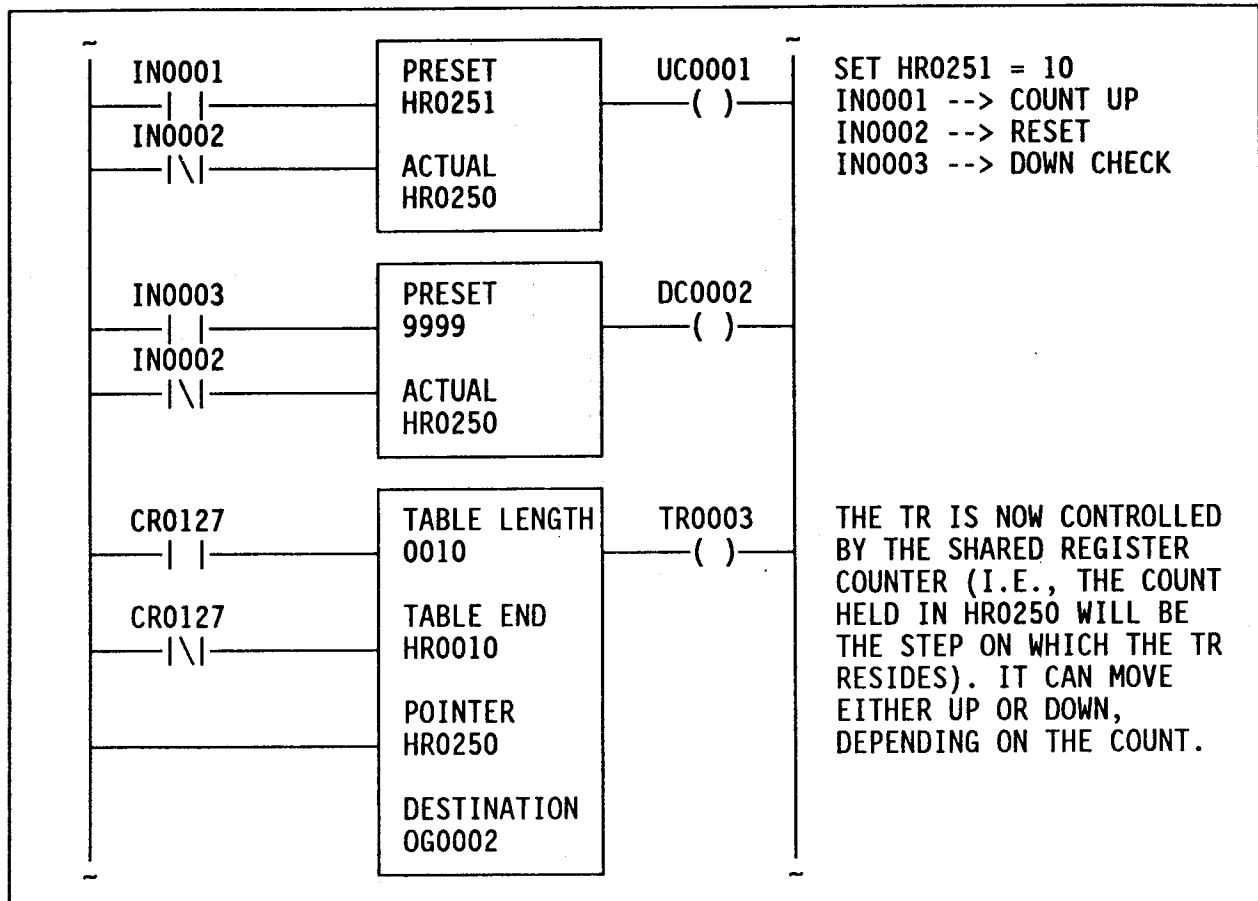 IN0001
PRESET
HR0251
UC0001
IN0002
ACTUAL
HR0250
SET HR0251 = 10
IN0001 --> COUNT UP
IN0002 --> RESET
IN0003 --> DOWN CHECK
IN0003
PRESET
9999
DC0002
IN0002
ACTUAL
HR0250
CR0127
TABLE LENGTH
0010
TR0003
CR0127
TABLE END
HR0010
POINTER
HR0250
DESTINATION
OG0002
THE TR IS NOW CONTROLLED
BY THE SHARED REGISTER
COUNTER (I.E., THE COUNT
HELD IN HR0250 WILL BE
THE STEP ON WHICH THE TR
RESIDES). IT CAN MOVE
EITHER UP OR DOWN,
DEPENDING ON THE COUNT.